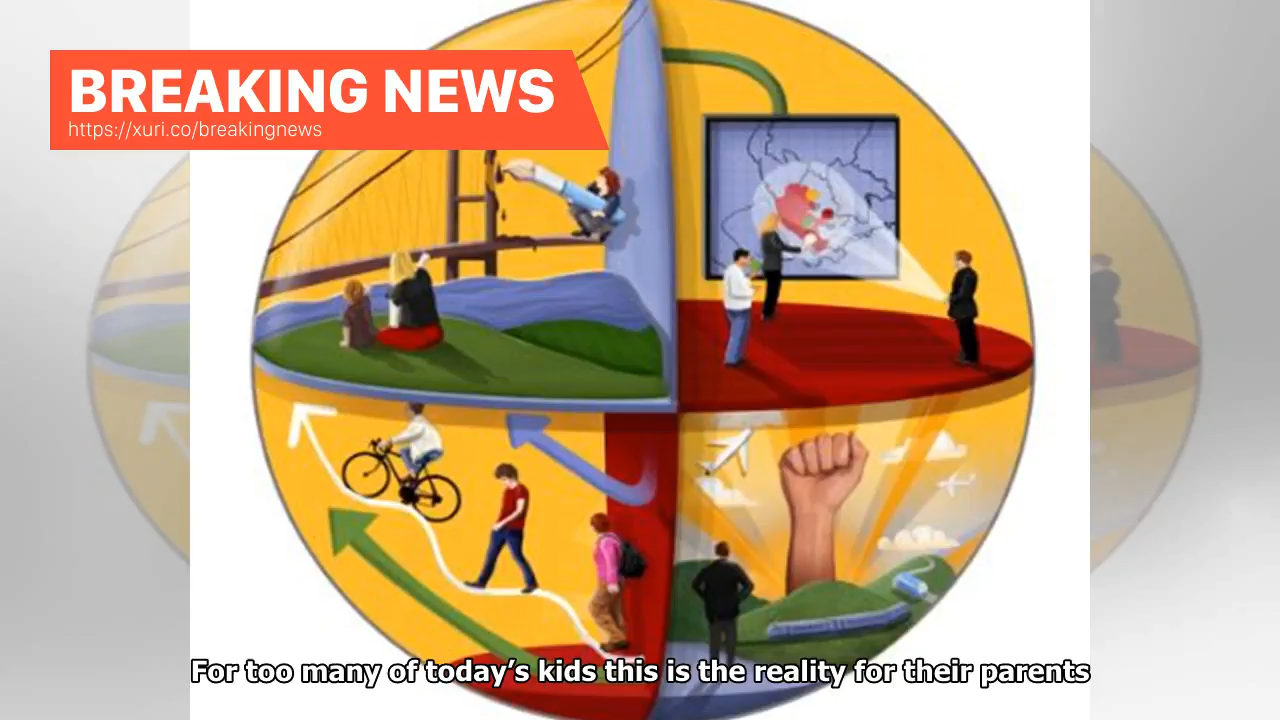 BREAKING NEWS
https://xuri.co/breakingnews
For too many of today’s kids this is the reality for their parents